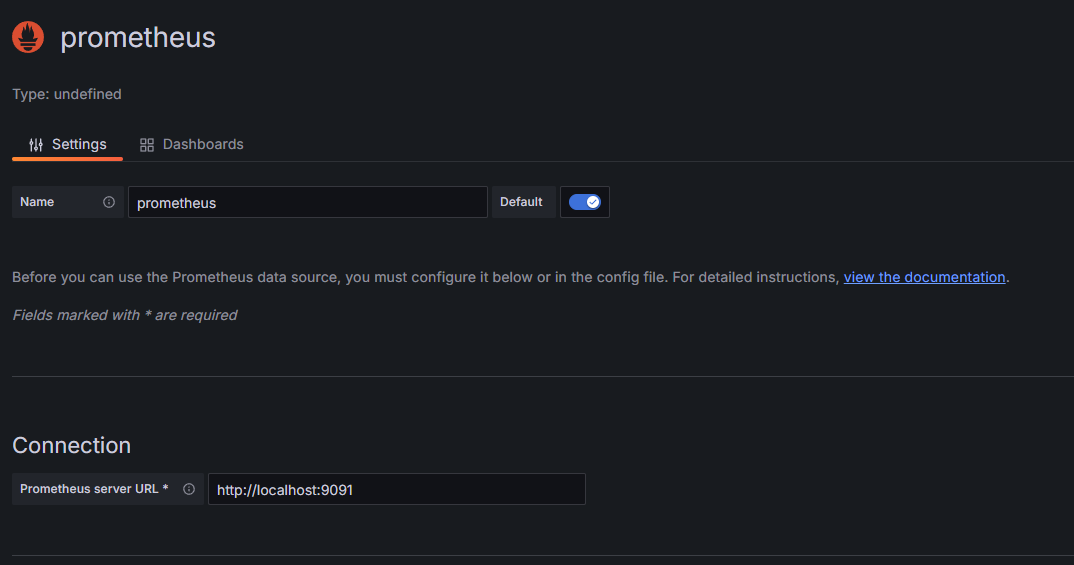 prometheus
Type: undefined
Settings Dashboards
Name prometheus Default
Before you can use the Prometheus data source, you must configure it below or in the config file. For detailed instructions, view the documentation.
Fields marked with * are required
Connection
Prometheus server URL * http://localhost:9091